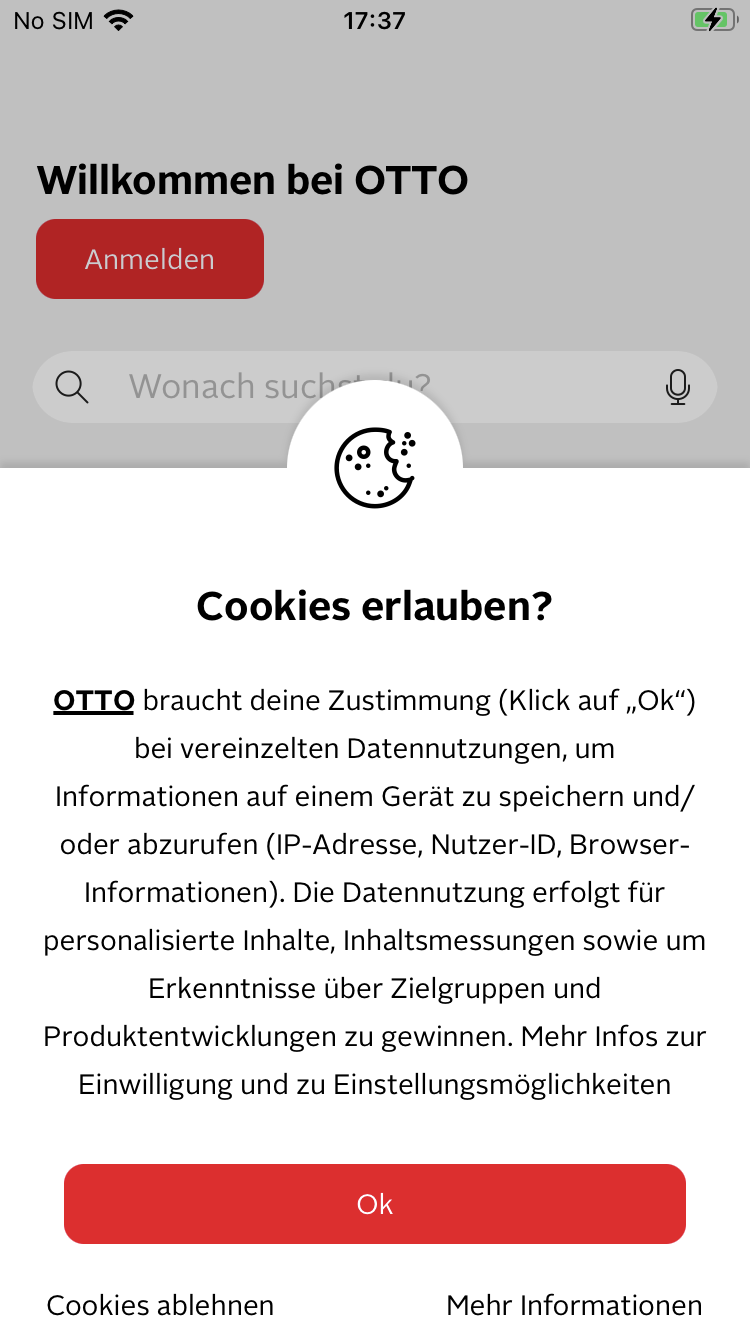 No SIM 17:37
Willkommen bei OTTO
Anmelden
Wonach suchst du?
Cookies erlauben?
OTTO braucht deine Zustimmung (Klick auf „Ok“)
bei vereinzelten Datennutzungen, um
Informationen auf einem Gerät zu speichern und/
oder abzurufen (IP-Adresse, Nutzer-ID, Browser-
Informationen). Die Datennutzung erfolgt für
personalisierte Inhalte, Inhaltsmessungen sowie um
Erkenntnisse über Zielgruppen und
Produktentwicklungen zu gewinnen. Mehr Infos zur
Einwilligung und zu Einstellungsmöglichkeiten
Ok
Cookies ablehnen Mehr Informationen